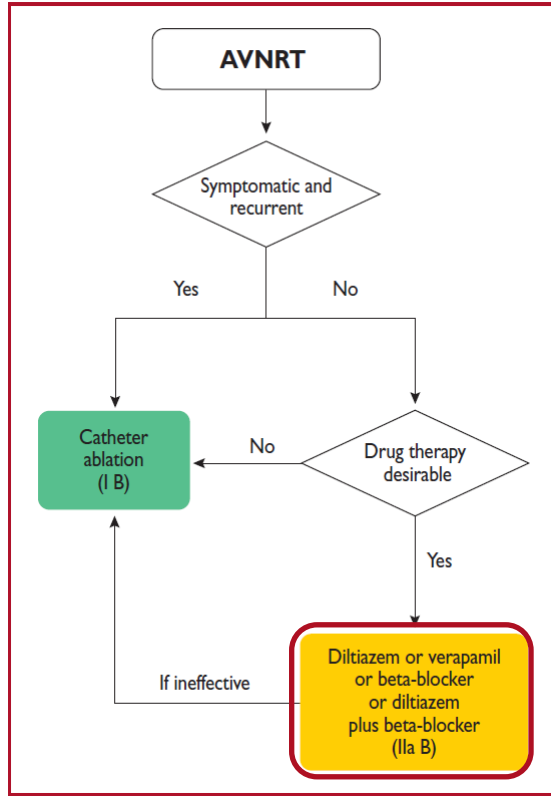 AVNRT
Symptomatic and
recurrent
Yes
No
Catheter
ablation
(I B)
No
Drug therapy
desirable
Yes
If ineffective
Diltiazem or verapamil
or beta-blocker
or diltiazem
plus beta-blocker
(IIa B)